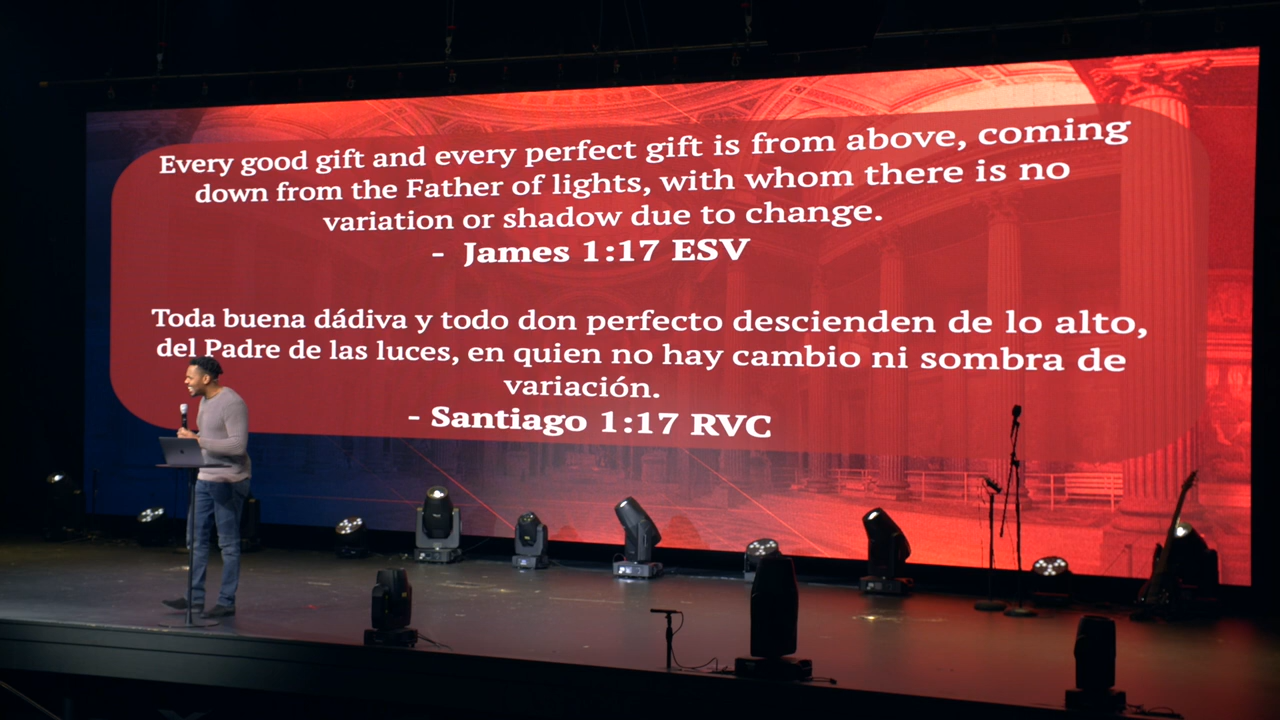 Every good gift and every perfect gift is from above, coming
down from the Father of lights, with whom there is no
variation or shadow due to change.
- James 1:17 ESV
Toda buena dádiva y todo don perfecto descienden de lo alto,
del Padre de las luces, en quien no hay cambio ni sombra de
variación.
- Santiago 1:17 RVC